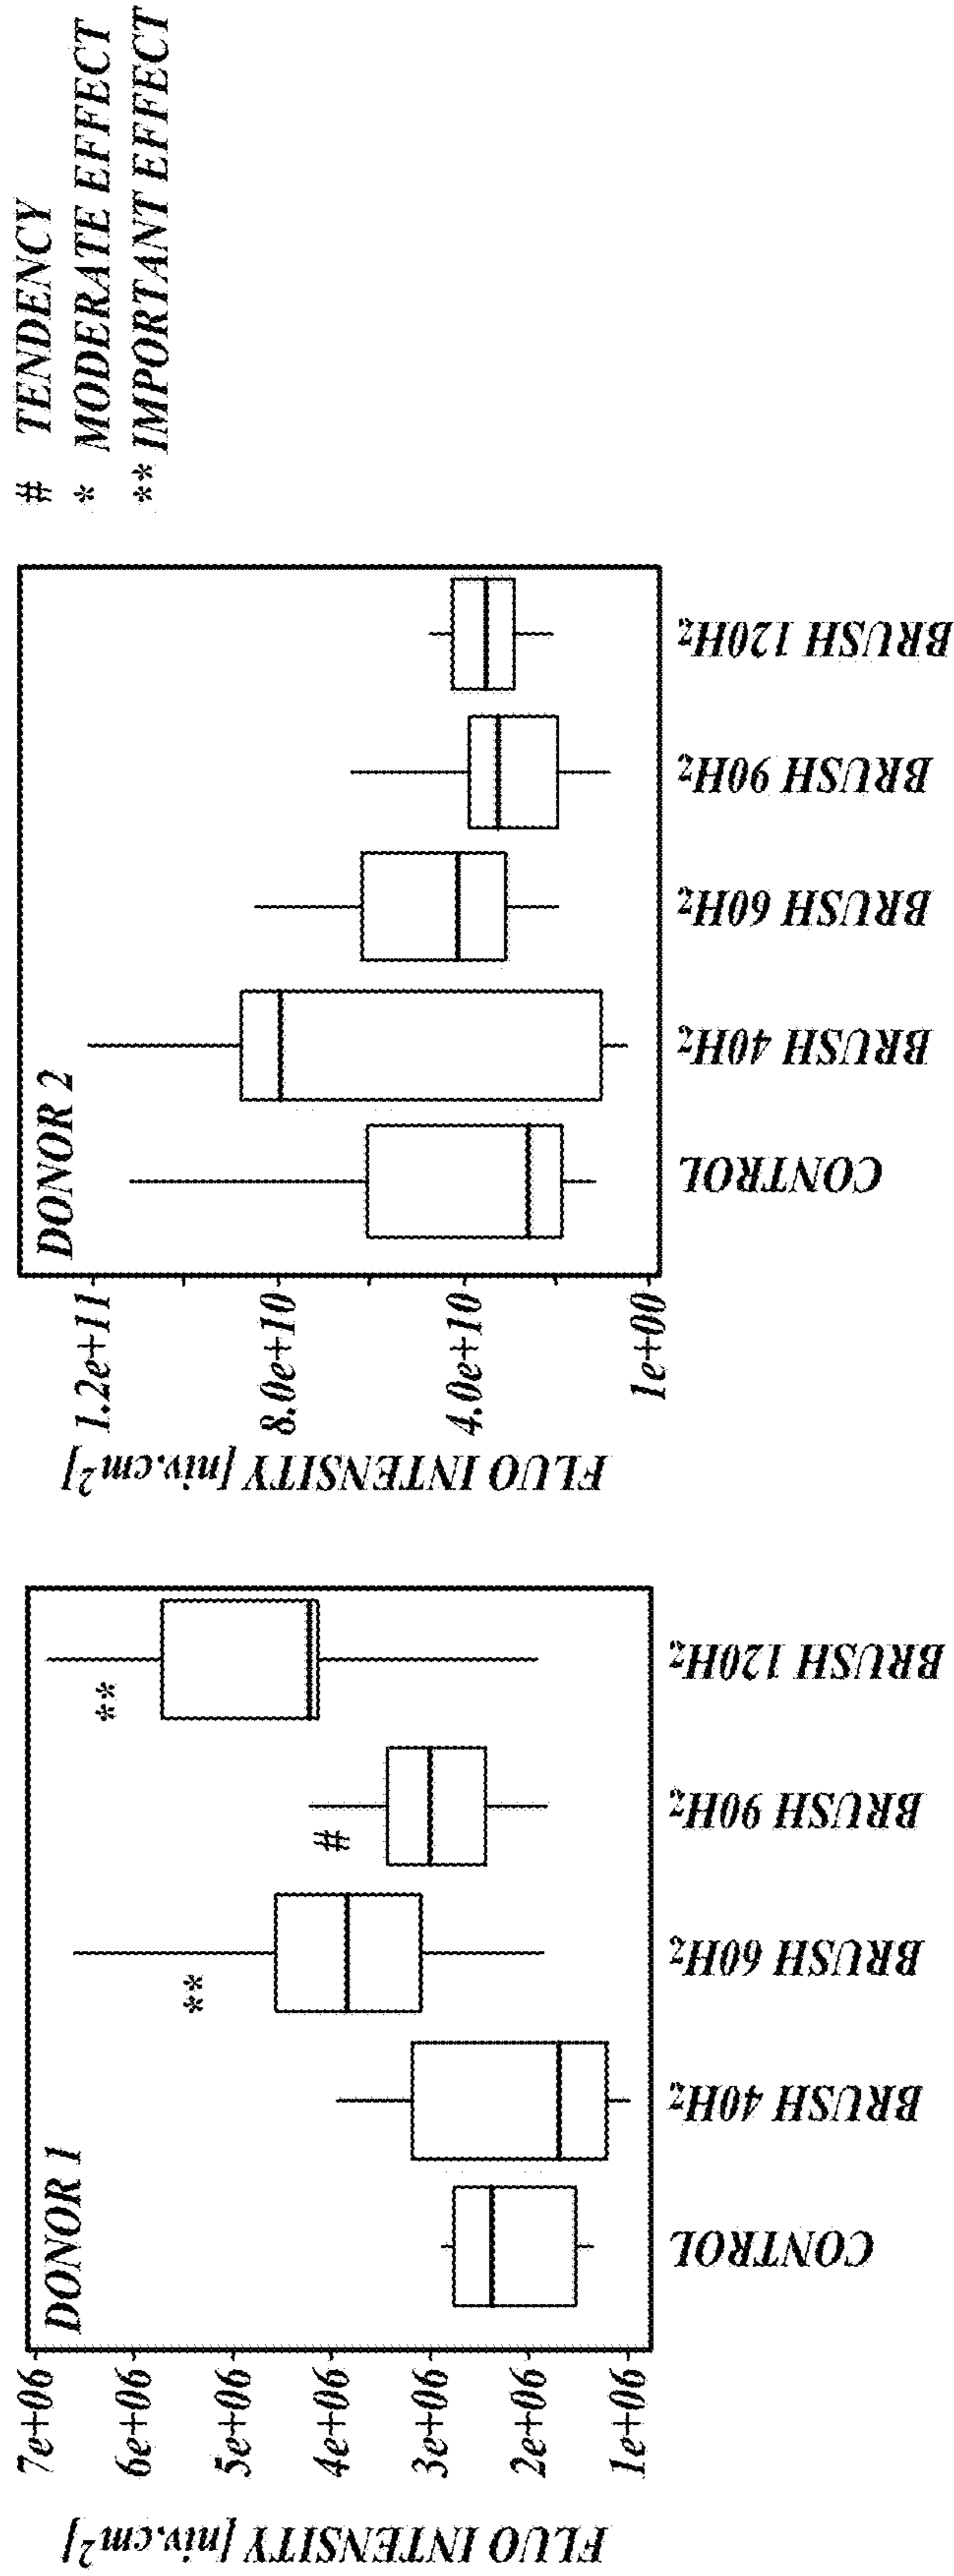 DONOR 1
FLUO INTENSITY [niv.cm²]
7e+06
6e+06
5e+06
4e+06
3e+06
2e+06
1e+06
**
#
**
CONTROL
BRUSH 40Hz
BRUSH 60Hz
BRUSH 90Hz
BRUSH 120Hz
DONOR 2
FLUO INTENSITY [niv.cm²]
1.2e+11
8.0e+10
4.0e+10
1e+00
CONTROL
BRUSH 40Hz
BRUSH 60Hz
BRUSH 90Hz
BRUSH 120Hz
# TENDENCY
* MODERATE EFFECT
** IMPORTANT EFFECT